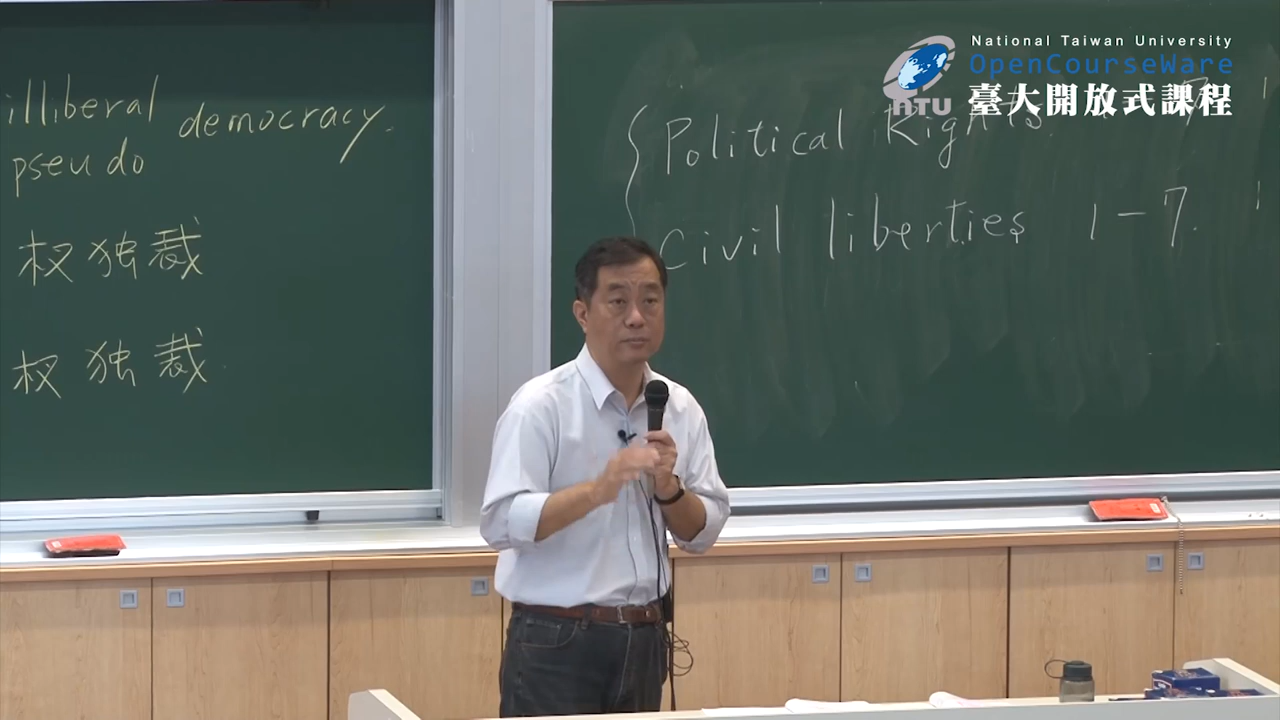 illiberal democracy.
pseudo
权独裁
权独裁
National Taiwan University
OpenCourseWare
臺大開放式課程
NTU
Political Rights.
Civil liberties 1-7.